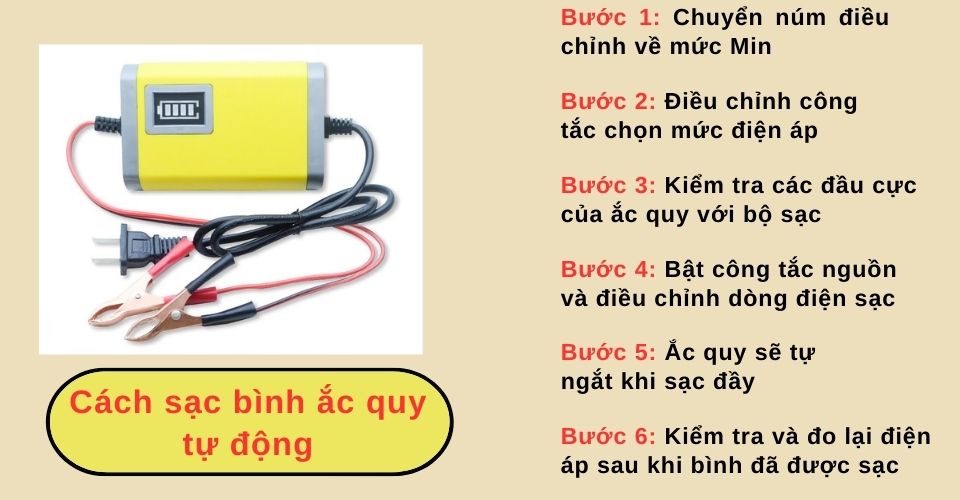 Bước 1: Chuyển núm điều
chỉnh về mức Min
Bước 2: Điều chỉnh công
tắc chọn mức điện áp
Bước 3: Kiểm tra các đầu cực
của ắc quy với bộ sạc
Bước 4: Bật công tắc nguồn
và điều chỉnh dòng điện sạc
Bước 5: Ắc quy sẽ tự
ngắt khi sạc đầy
Bước 6: Kiểm tra và đo lại điện
áp sau khi bình đã được sạc
Cách sạc bình ắc quy
tự động